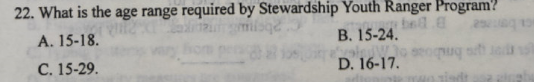 22. What is the age range required by Stewardship Youth Ranger Program?
A. 15-18.
B. 15-24.
C. 15-29.
D. 16-17.